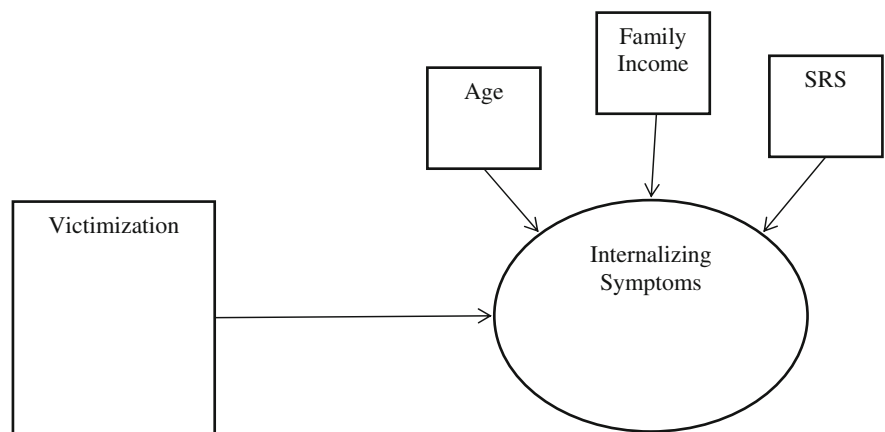 Family
Income
Age
SRS
Victimization
Internalizing
Symptoms